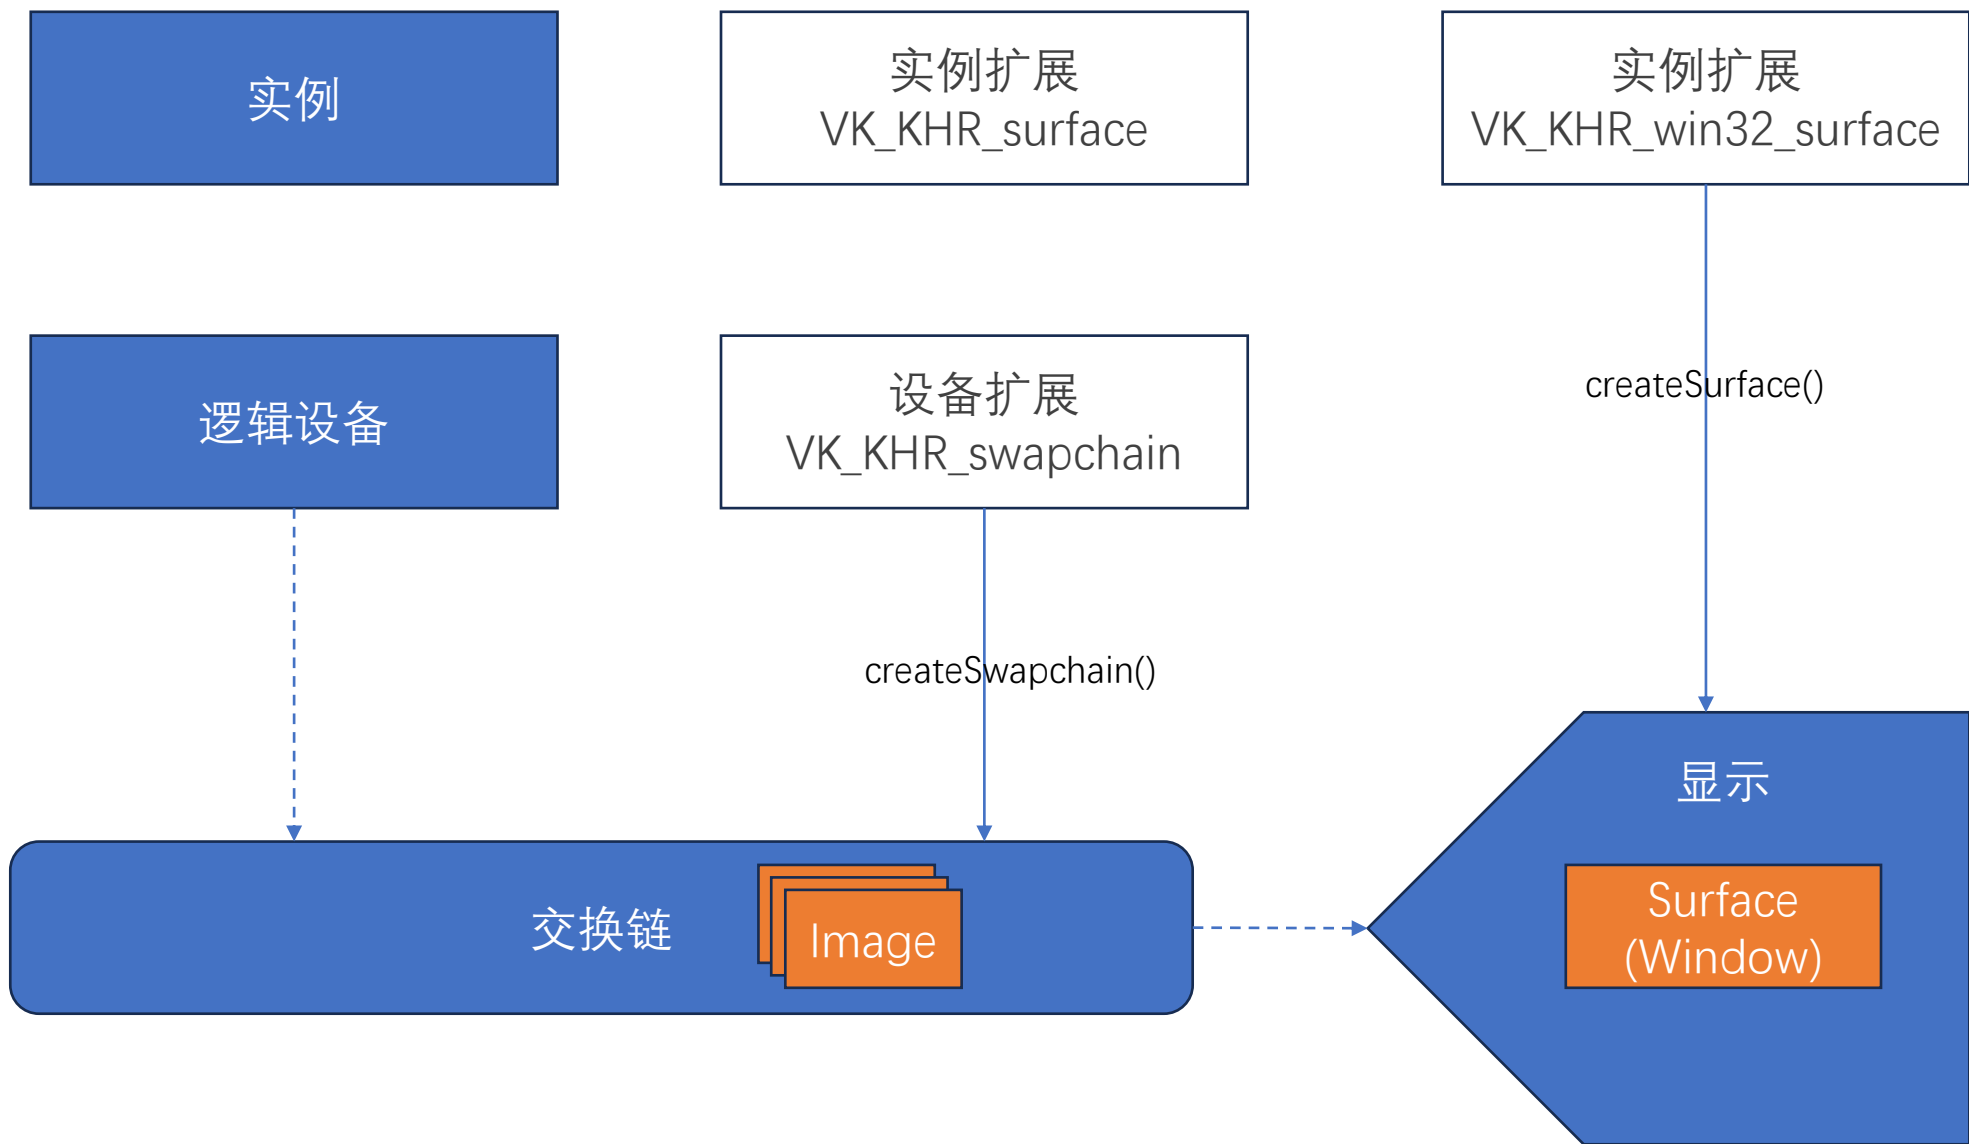 实例
实例扩展
VK_KHR_surface
实例扩展
VK_KHR_win32_surface
逻辑设备
设备扩展
VK_KHR_swapchain
createSurface()
createSwapchain()
显示
交换链
Image
Surface
(Window)